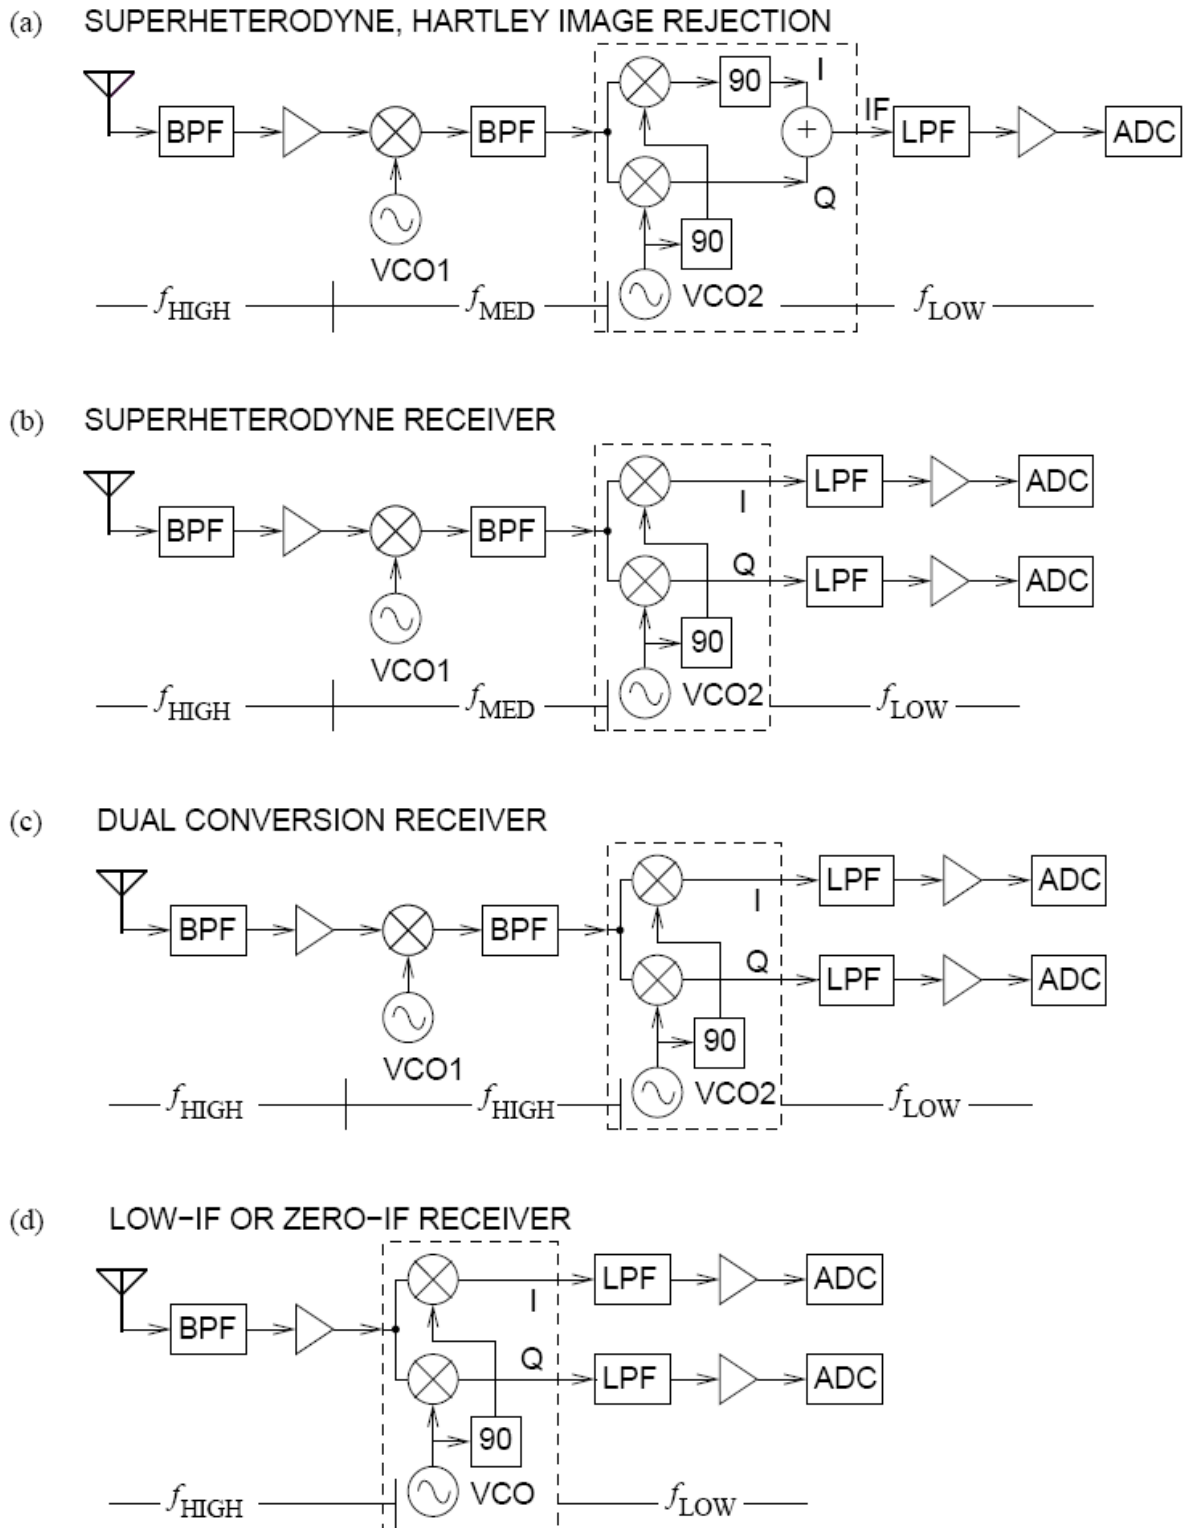 (a) SUPERHETERODYNE, HARTLEY IMAGE REJECTION
90 I
BPF BPF + IF LPF ADC
Q
90
VCO1 VCO2
fHIGH fMED fLOW
(b) SUPERHETERODYNE RECEIVER
LPF ADC
I
BPF BPF
Q LPF ADC
90
VCO1 VCO2
fHIGH fMED fLOW
(c) DUAL CONVERSION RECEIVER
LPF ADC
I
BPF BPF
Q LPF ADC
90
VCO1 VCO2
fHIGH fHIGH fLOW
(d) LOW-IF OR ZERO-IF RECEIVER
LPF ADC
I
BPF
Q LPF ADC
90
VCO
fHIGH fLOW